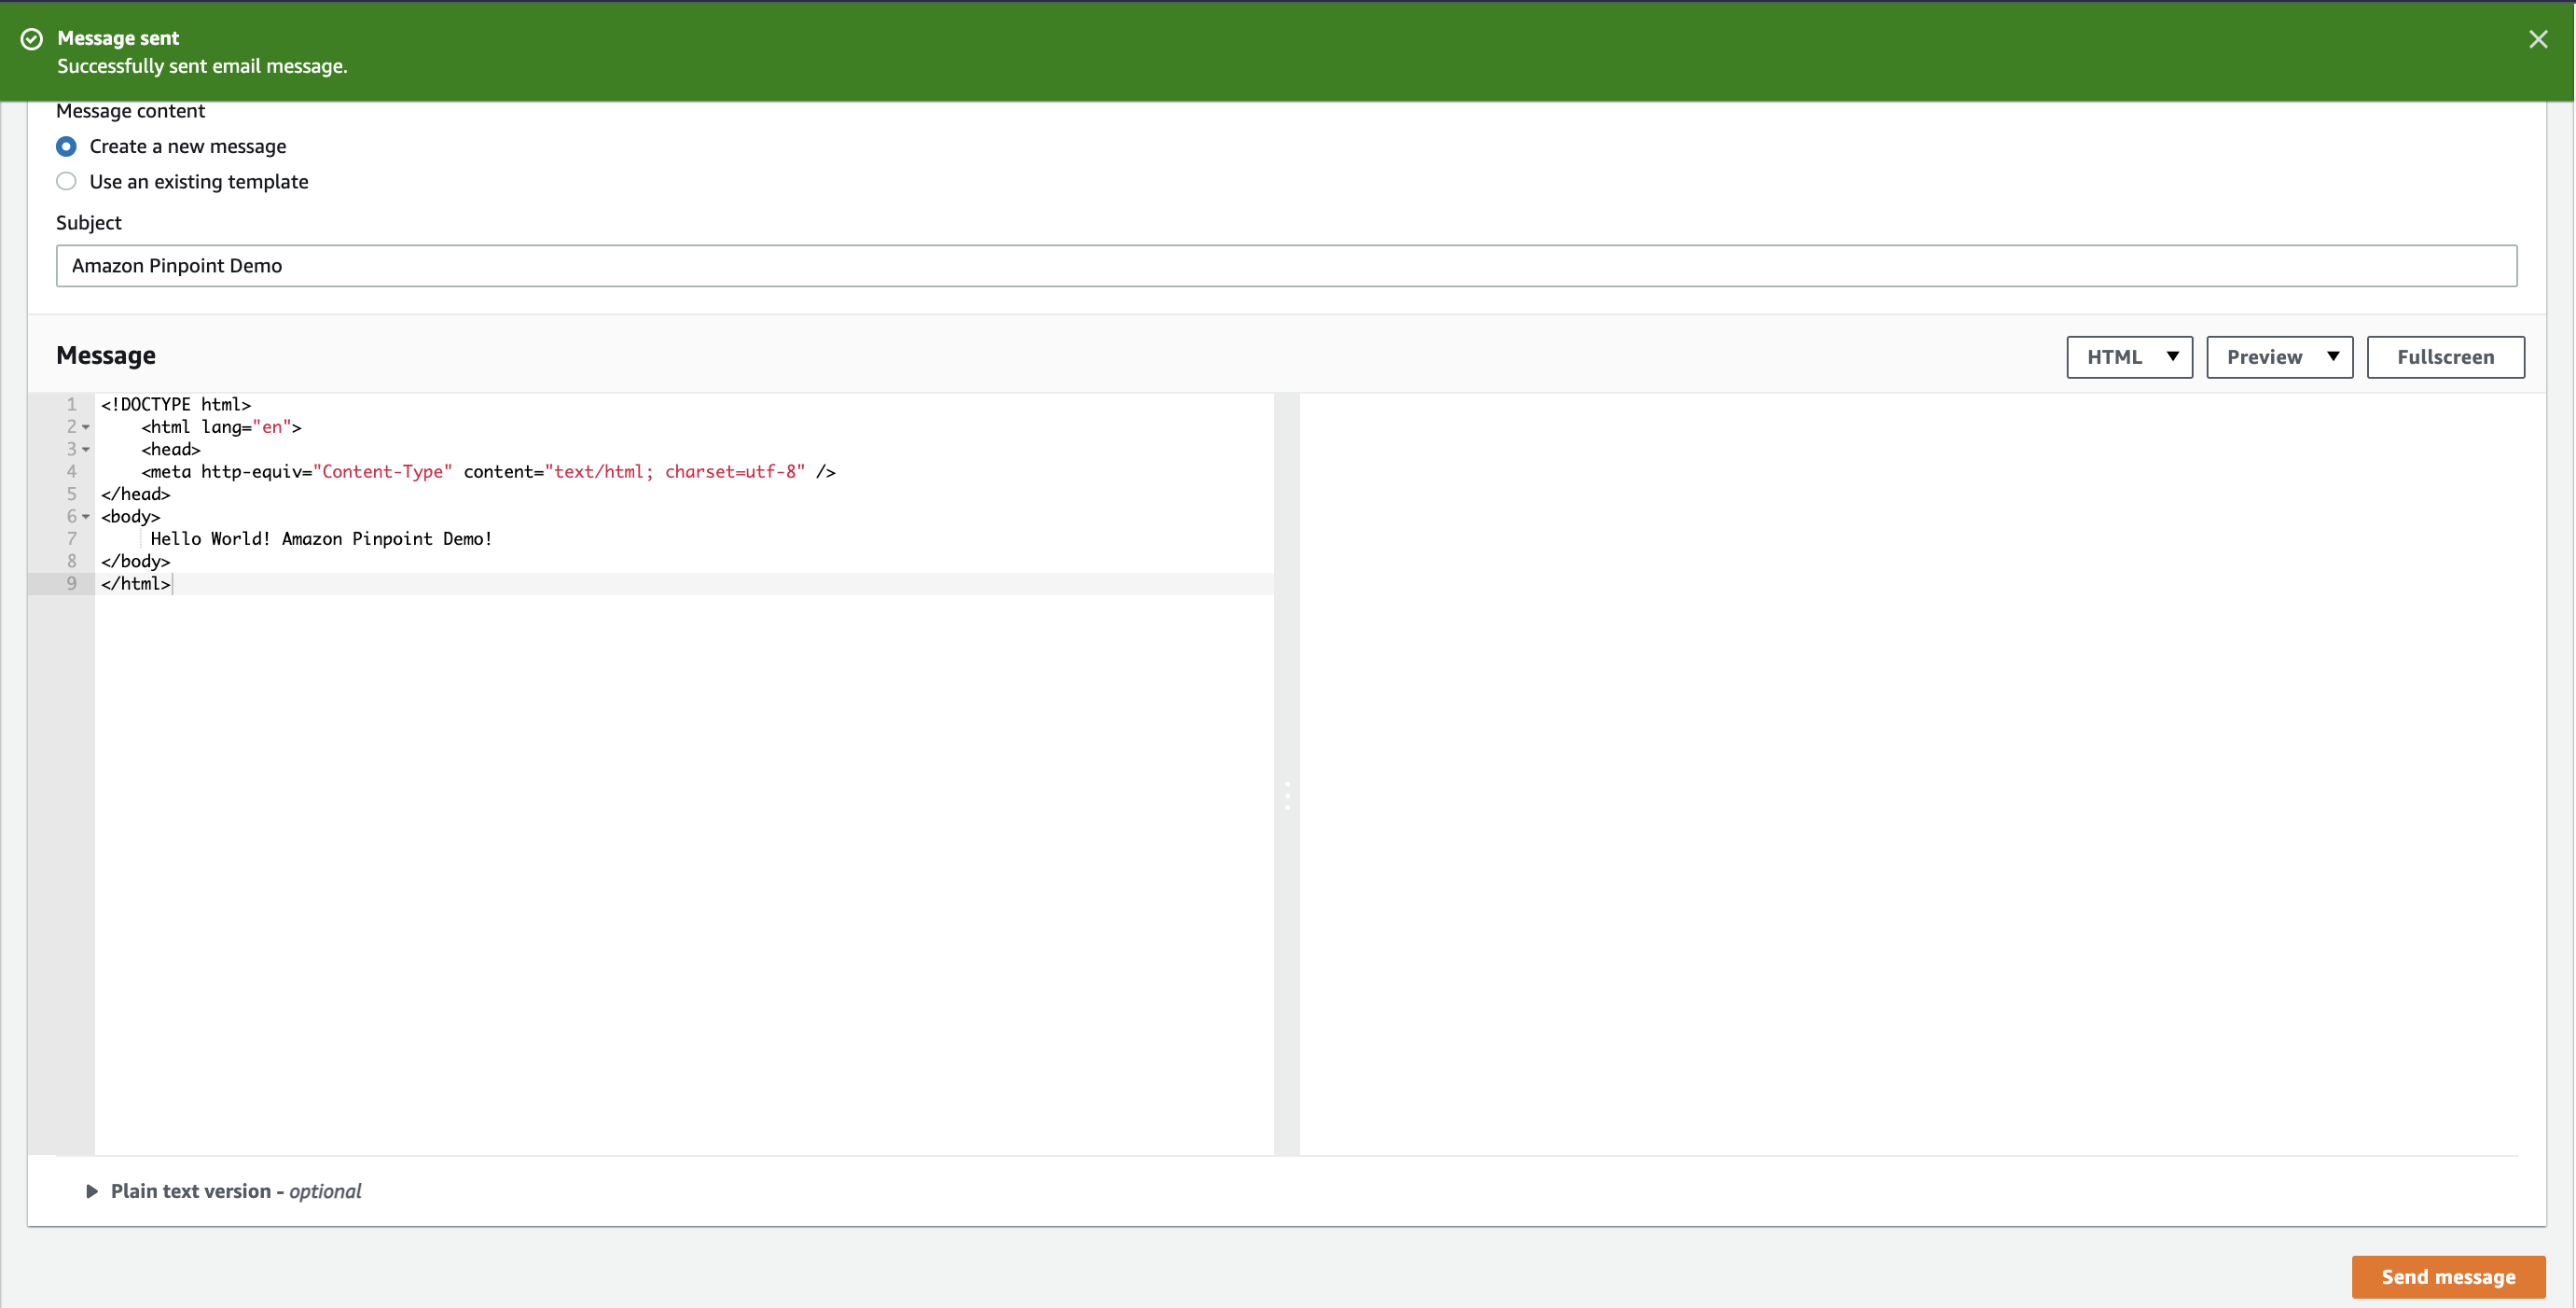 Message sent
Successfully sent email message.
Message content
Create a new message
Use an existing template
Subject
Amazon Pinpoint Demo
Message
HTML Preview Fullscreen
1 <!DOCTYPE html>
2 <html lang="en">
3 <head>
4 <meta http-equiv="Content-Type" content="text/html; charset=utf-8" />
5 </head>
6 <body>
7 Hello World! Amazon Pinpoint Demo!
8 </body>
9 </html>
Plain text version - optional
Send message